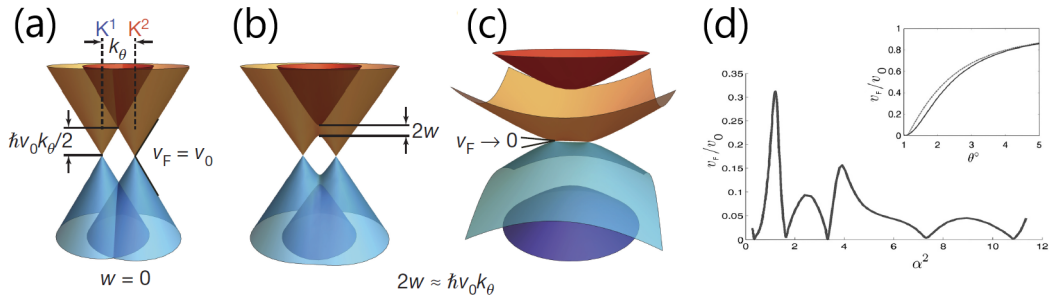 (a)
K¹ K²
k_θ
ħv₀k_θ/2
v_F = v₀
w = 0
(b)
2w
2w ≈ ħv₀k_θ
(c)
v_F → 0
(d)
0.35
0.3
0.25
0.2
0.15
0.1
0.05
0
v_F/v₀
0 2 4 6 8 10 12
α²
1
0.8
0.6
0.4
0.2
0
v_F/v₀
1 2 3 4 5
θ°